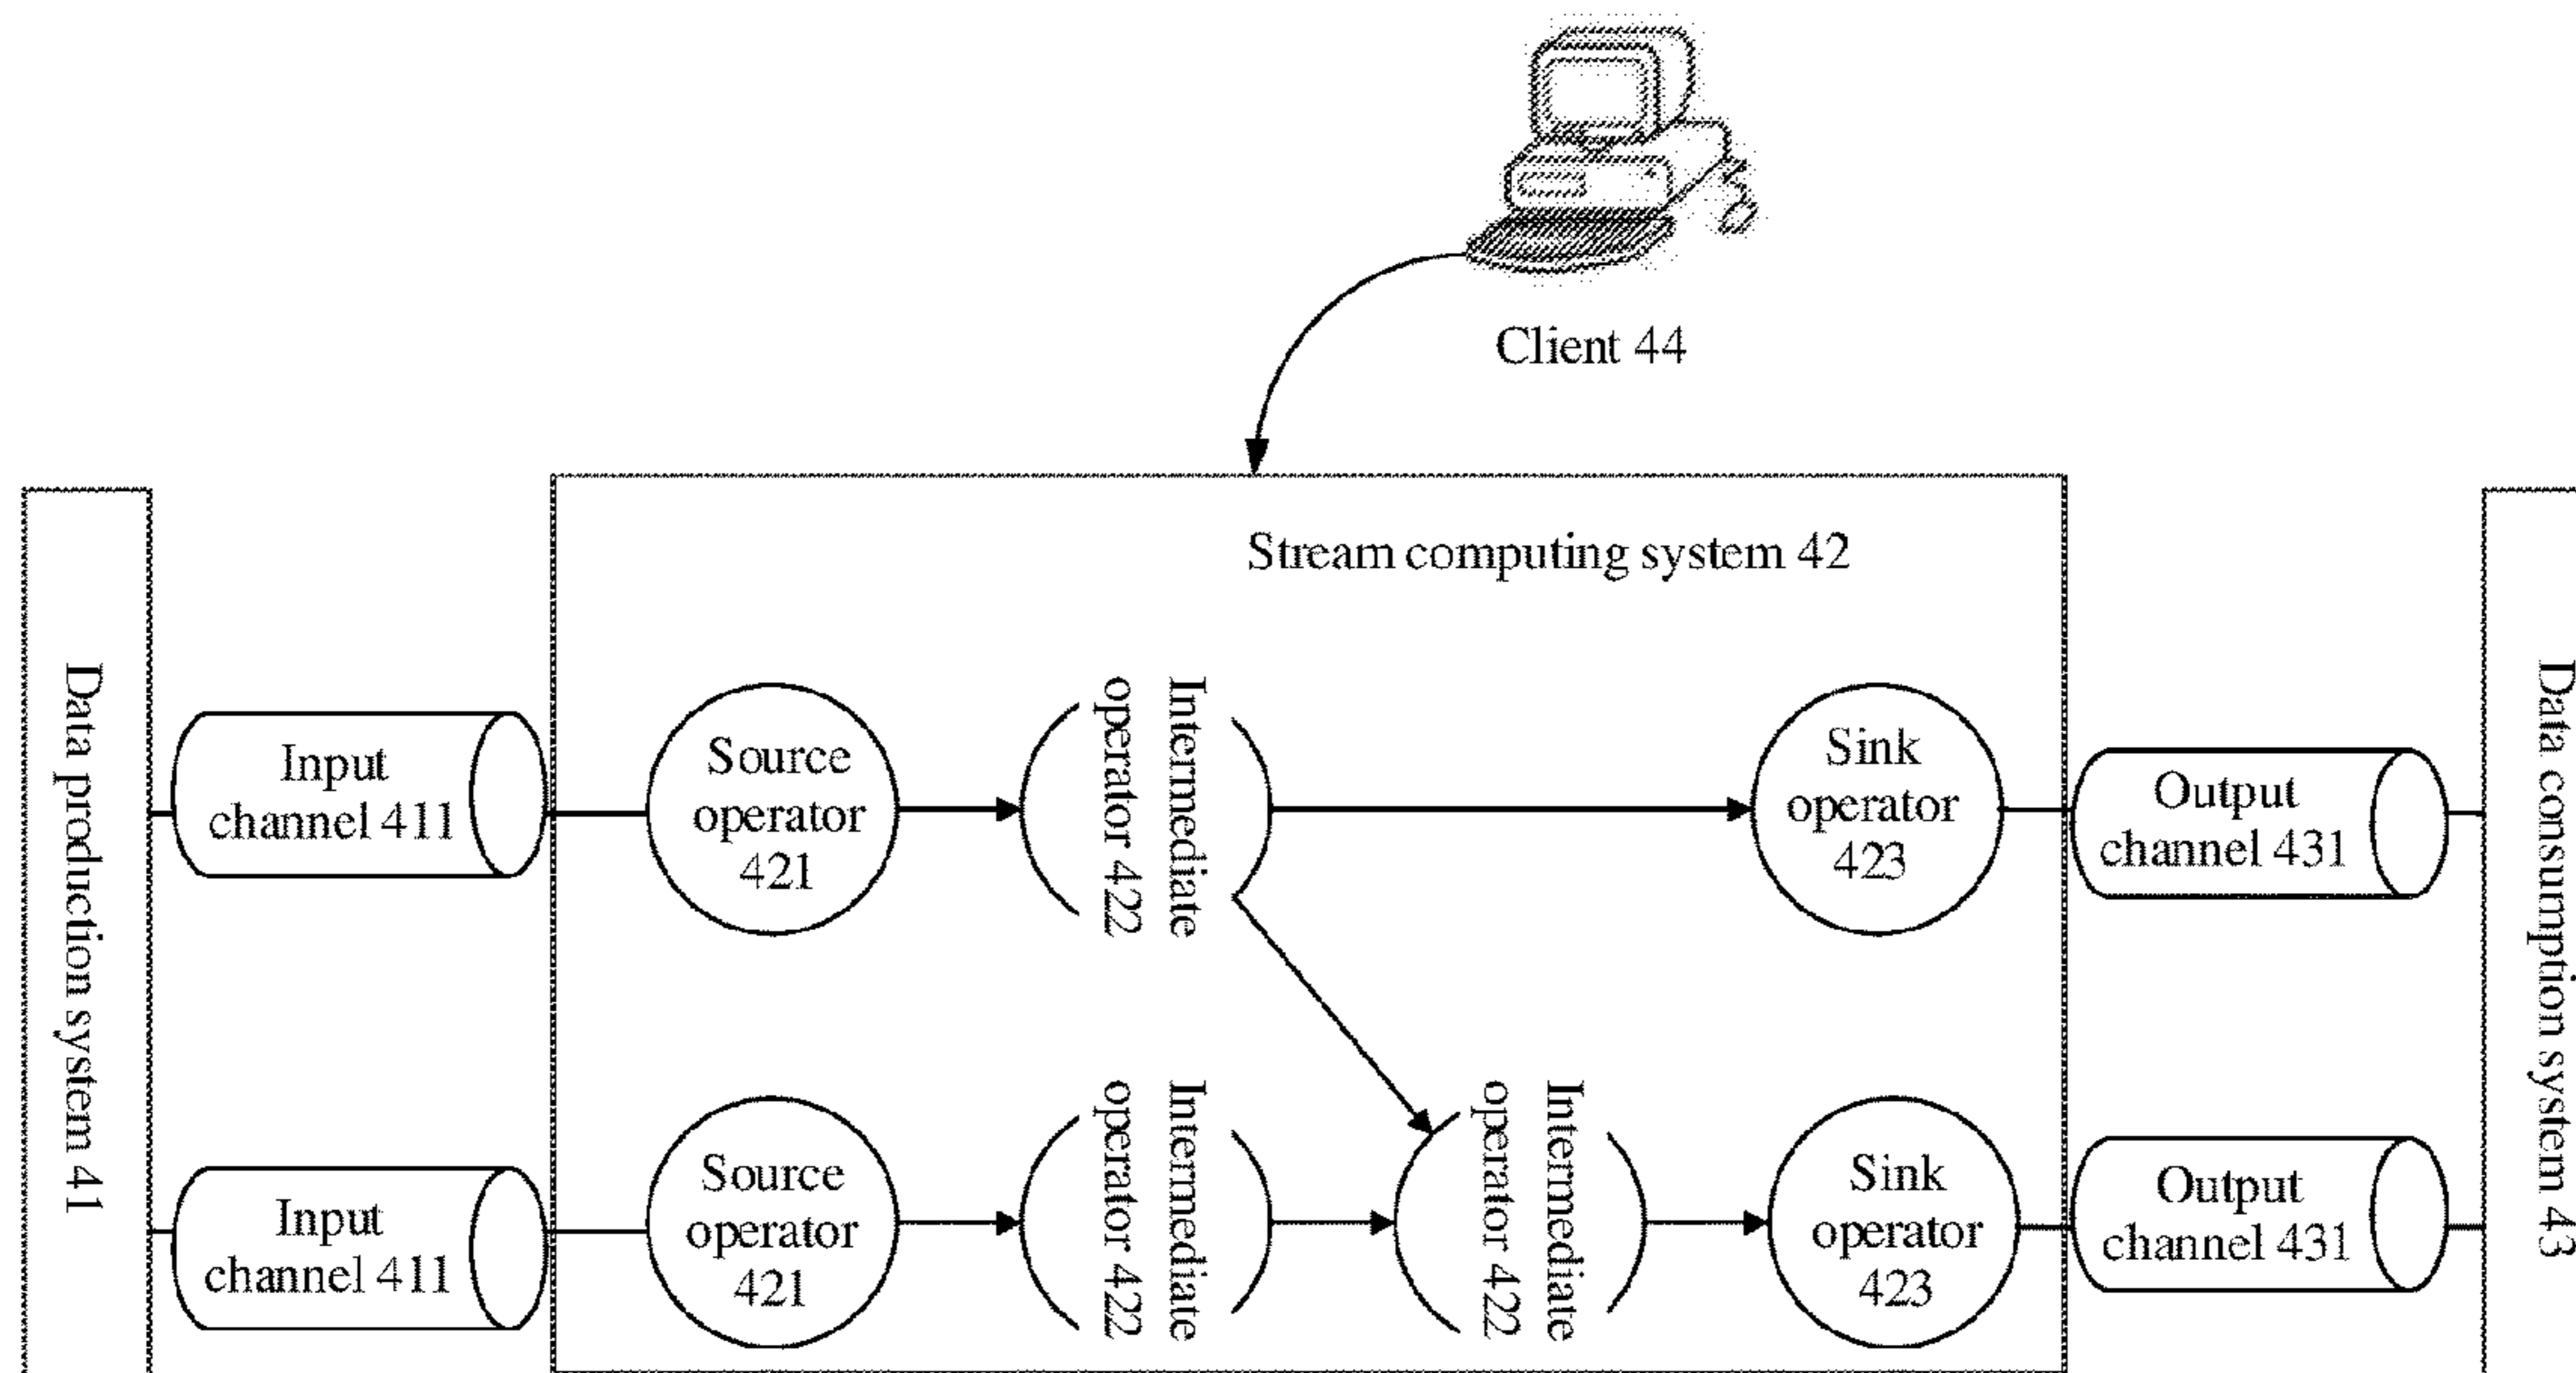 Client 44
Stream computing system 42
Data production system 41
Input
channel 411
Source
operator
421
Intermediate
operator 422
Sink
operator
423
Output
channel 431
Data consumption system 43
Input
channel 411
Source
operator
421
Intermediate
operator 422
Intermediate
operator 422
Sink
operator
423
Output
channel 431